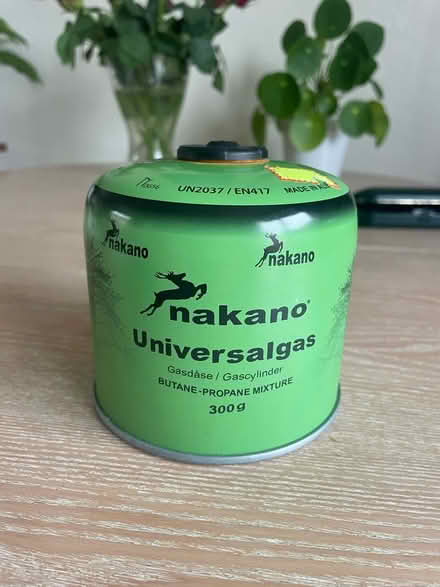 UN2037 / EN417
MADE IN
nakano
nakano
nakano®
Universalgas
Gasdåse / Gascylinder
BUTANE-PROPANE MIXTURE
300g